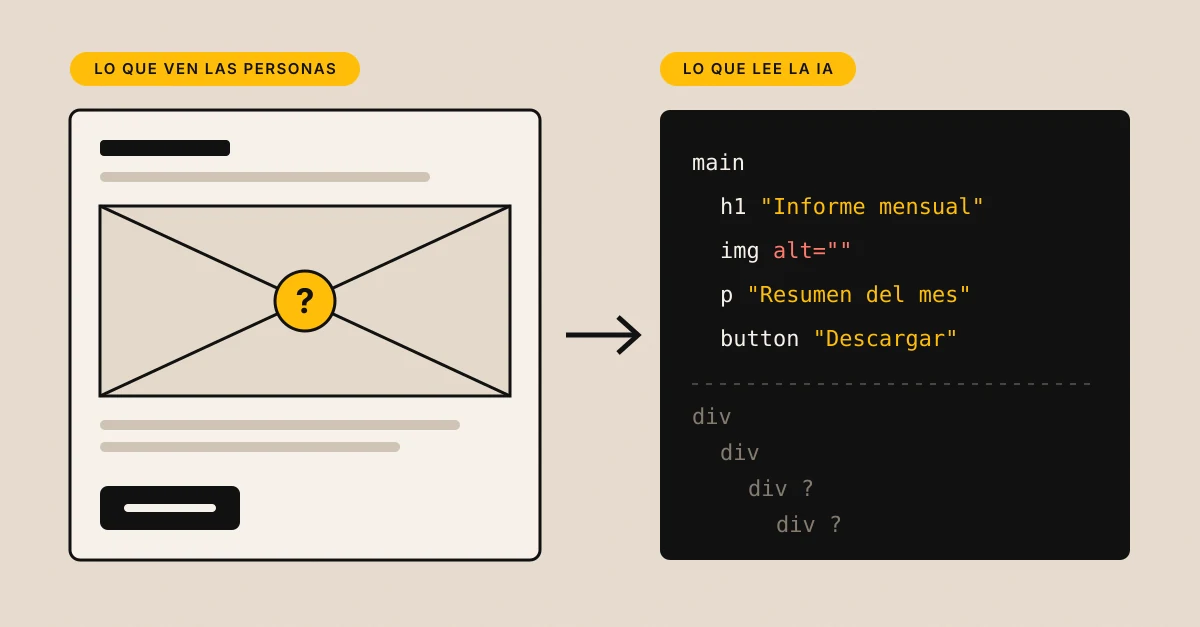 LO QUE VEN LAS PERSONAS
?
LO QUE LEE LA IA
main
h1 "Informe mensual"
img alt=""
p "Resumen del mes"
button "Descargar"
div
div
div ?
div ?